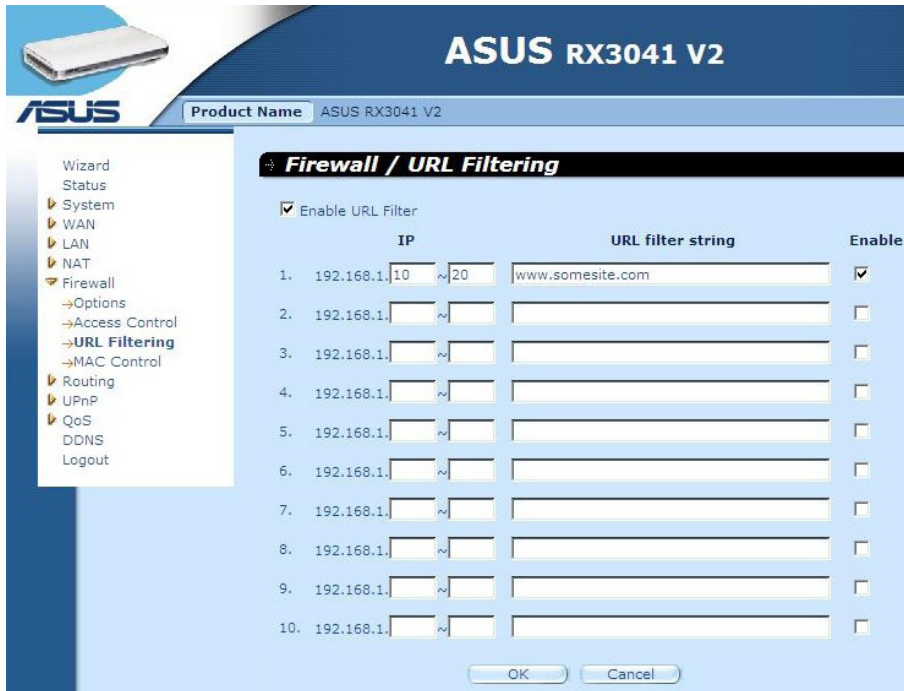 ASUS RX3041 V2
ASUS
Product Name ASUS RX3041 V2
Wizard
Status
System
WAN
LAN
NAT
Firewall
Options
Access Control
URL Filtering
MAC Control
Routing
UPnP
QoS
DDNS
Logout
Firewall / URL Filtering
Enable URL Filter
IP URL filter string Enable
1. 192.168.1. 10 ~ 20 www.somesite.com
2. 192.168.1. ~
3. 192.168.1. ~
4. 192.168.1. ~
5. 192.168.1. ~
6. 192.168.1. ~
7. 192.168.1. ~
8. 192.168.1. ~
9. 192.168.1. ~
10. 192.168.1. ~
OK Cancel